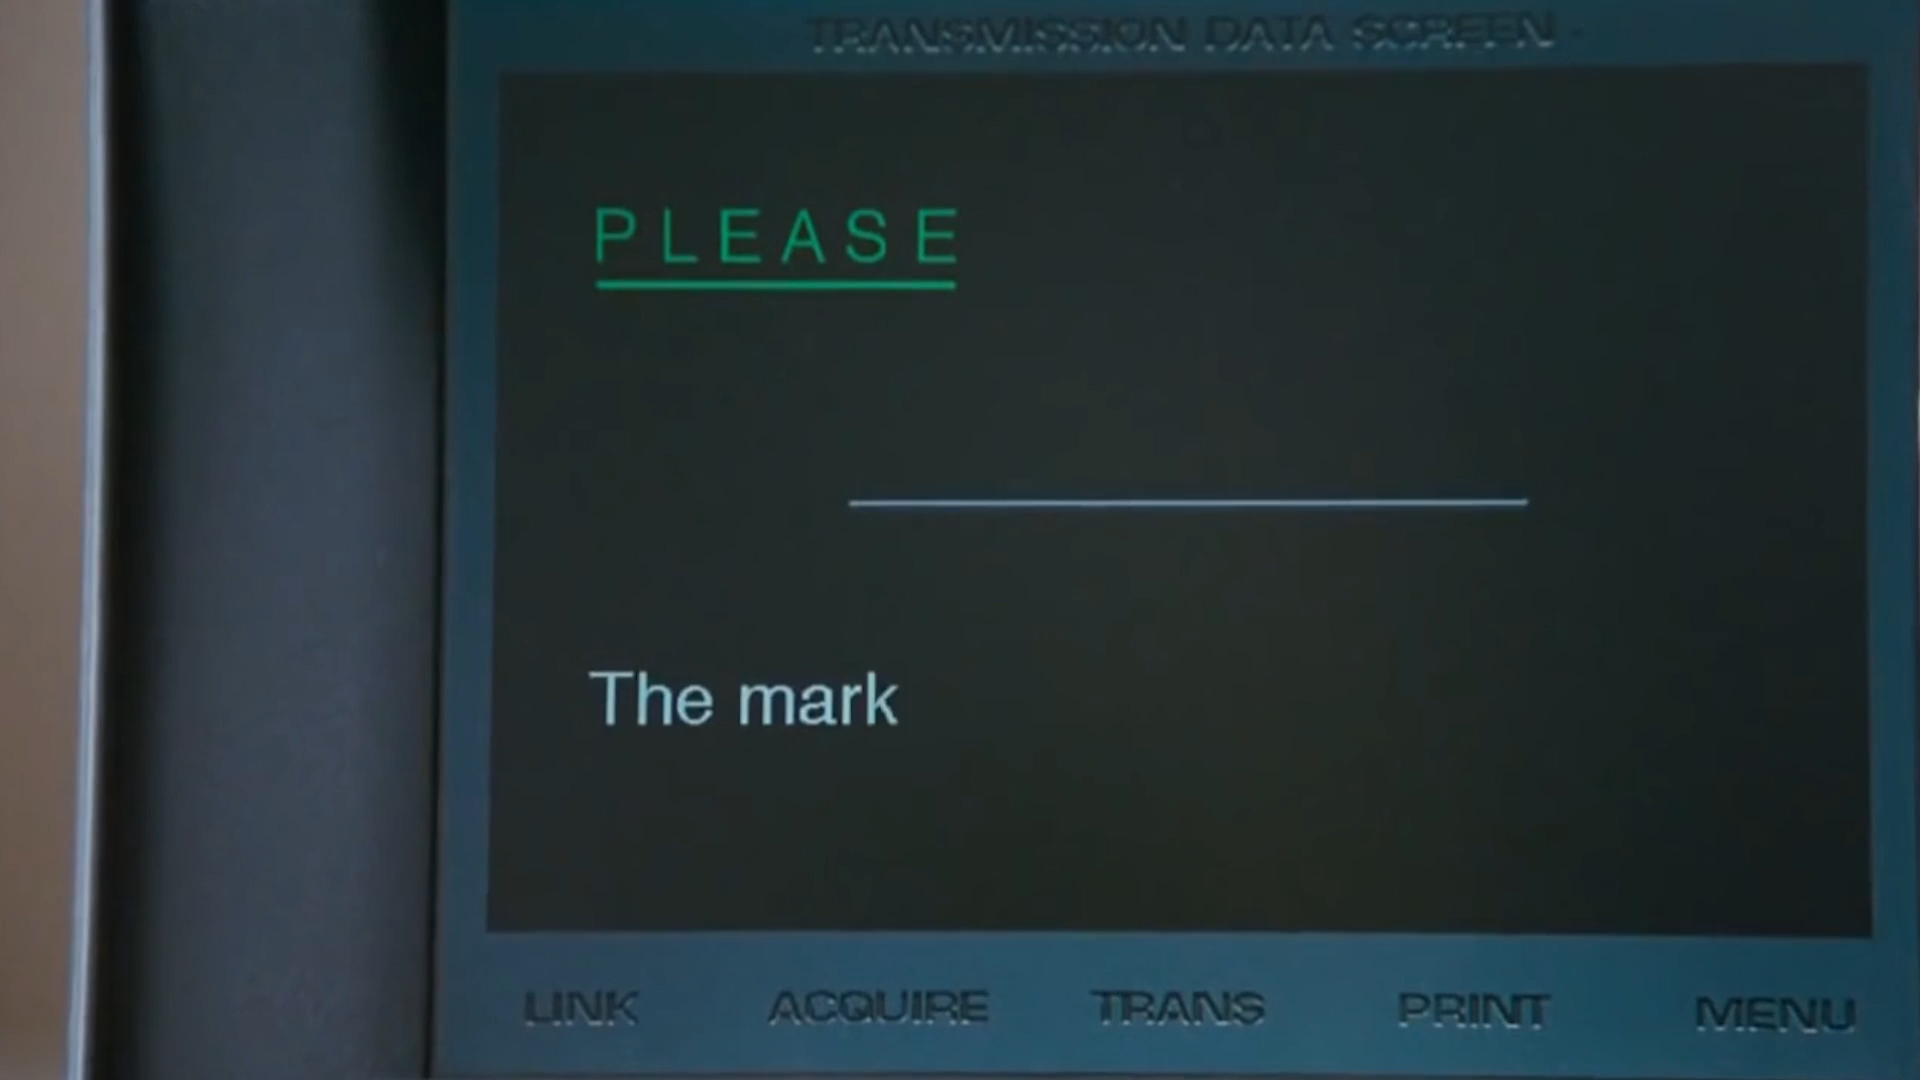 TRANSMISSION DATA SCREEN
PLEASE
The mark
LINK ACQUIRE TRANS PRINT MENU